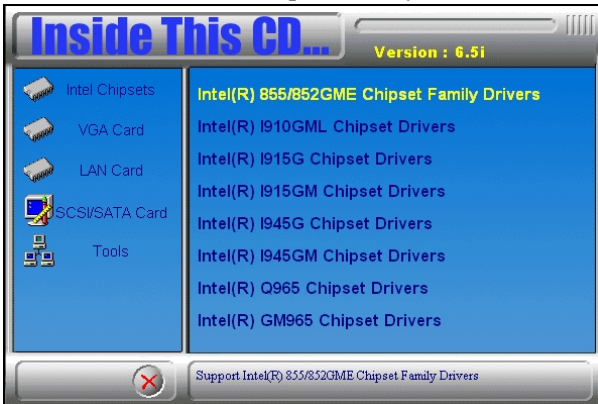 Inside This CD...
Version : 6.5i
Intel Chipsets
VGA Card
LAN Card
SCSI/SATA Card
Tools
Intel(R) 855/852GME Chipset Family Drivers
Intel(R) I910GML Chipset Drivers
Intel(R) I915G Chipset Drivers
Intel(R) I915GM Chipset Drivers
Intel(R) I945G Chipset Drivers
Intel(R) I945GM Chipset Drivers
Intel(R) Q965 Chipset Drivers
Intel(R) GM965 Chipset Drivers
Support Intel(R) 855/852GME Chipset Family Drivers